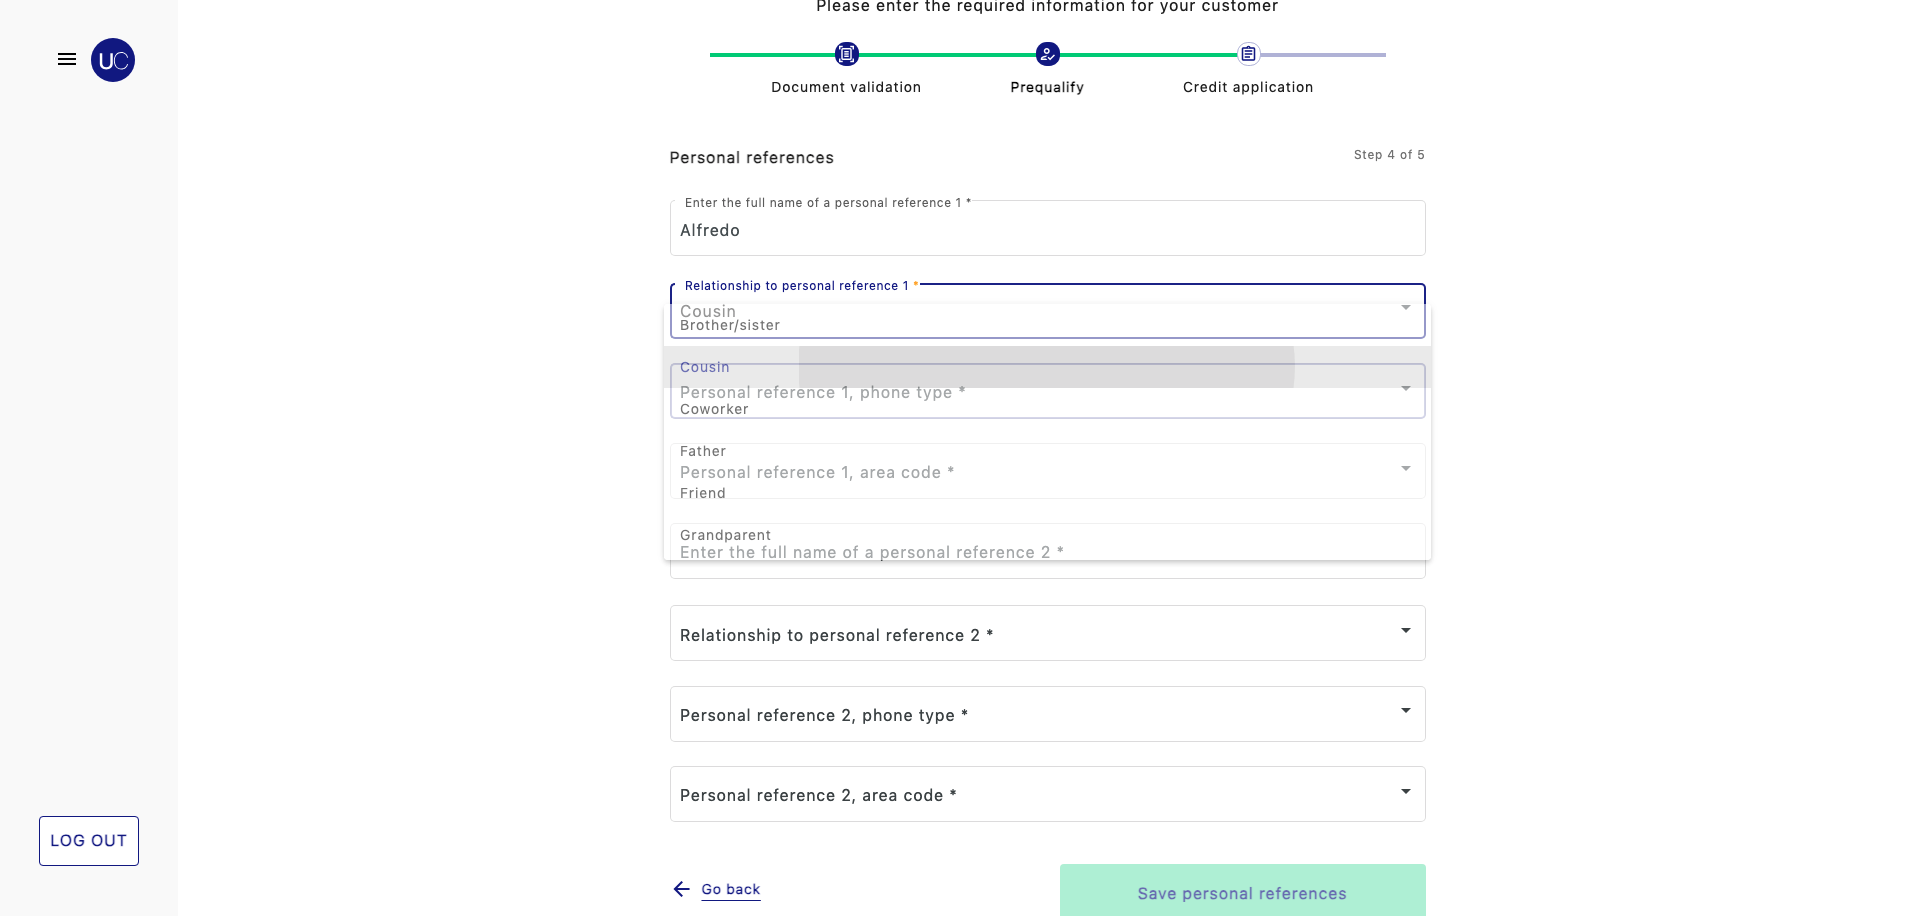 Please enter the required information for your customer
UC
Document validation
Prequalify
Credit application
Personal references
Step 4 of 5
Enter the full name of a personal reference 1 *
Alfredo
Relationship to personal reference 1 *
Cousin
Brother/sister
Cousin
Personal reference 1, phone type *
Coworker
Father
Personal reference 1, area code *
Friend
Grandparent
Enter the full name of a personal reference 2 *
Relationship to personal reference 2 *
Personal reference 2, phone type *
Personal reference 2, area code *
LOG OUT
Go back
Save personal references